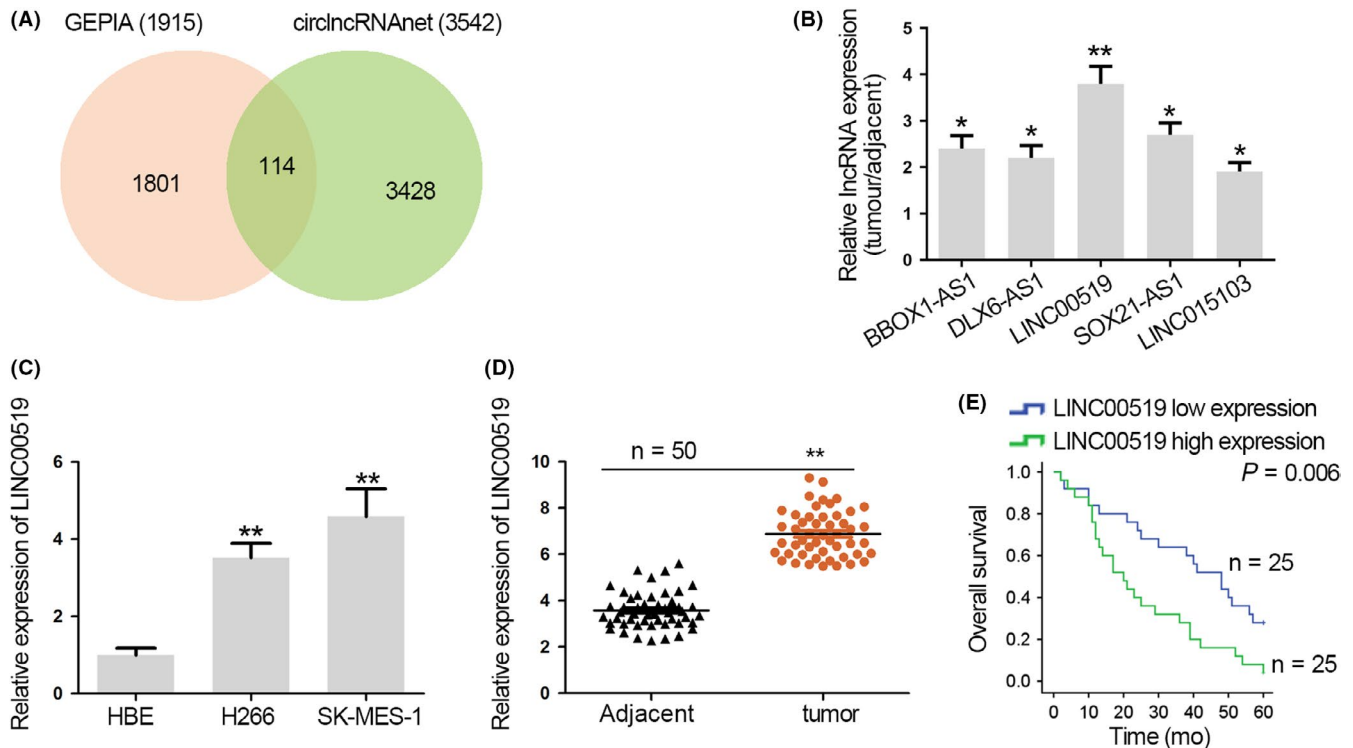 (A)
GEPIA (1915)
circlncRNAnet (3542)
1801
114
3428
(B)
Relative lncRNA expression
(tumour/adjacent)
5
4
3
2
1
0
*
*
**
*
*
BBOX1-AS1
DLX6-AS1
LINC00519
SOX21-AS1
LINC015103
(C)
Relative expression of LINC00519
6
4
2
0
**
**
HBE
H266
SK-MES-1
(D)
Relative expression of LINC00519
10
8
6
4
2
0
n = 50
**
Adjacent
tumor
(E)
LINC00519 low expression
LINC00519 high expression
P = 0.006
Overall survival
1.0
0.8
0.6
0.4
0.2
0.0
n = 25
n = 25
0 10 20 30 40 50 60
Time (mo)